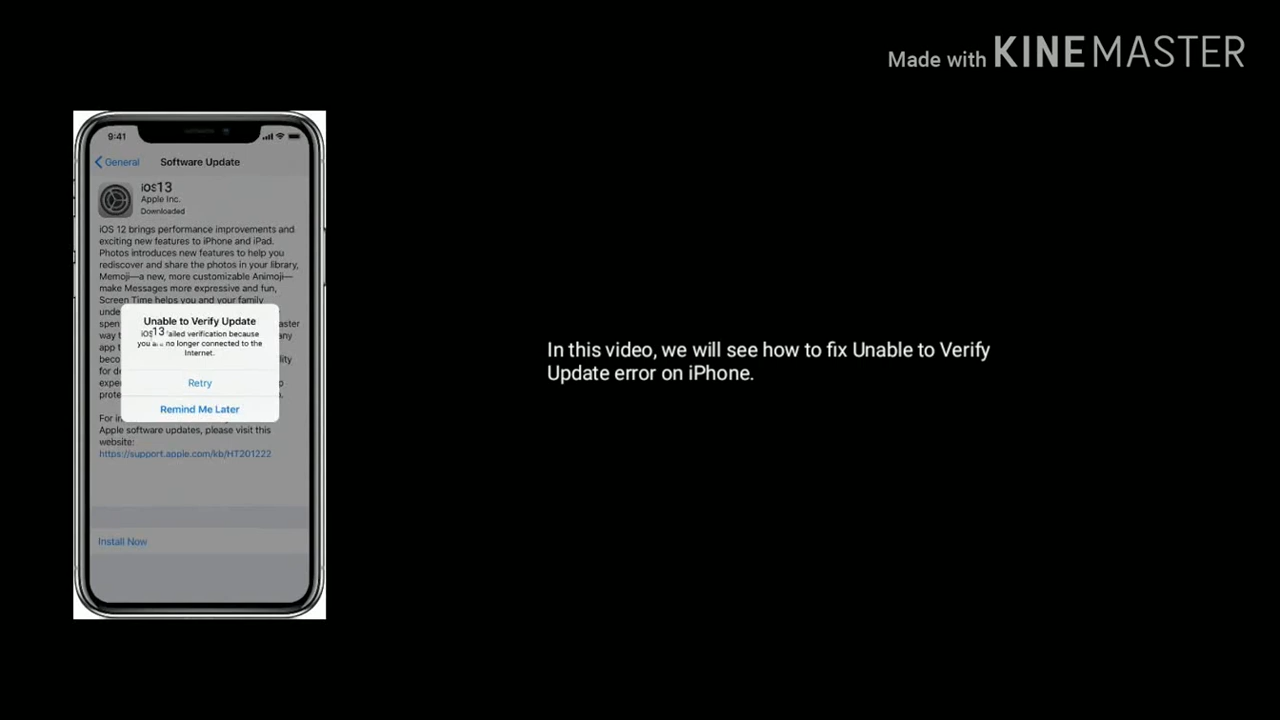 Made with KINEMASTER
9:41
General Software Update
iOS13
Apple Inc.
Downloaded
iOS 12 brings performance improvements and
exciting new features to iPhone and iPad.
Photos introduces new features to help you
rediscover and share the photos in your library,
Memoji—a new, more customizable Animoji—
make Messages more expressive and fun,
Screen Time helps you and your family
Unable to Verify Update
iOS13 failed verification because
you are no longer connected to the
Internet.
Retry
Remind Me Later
Apple software updates, please visit this
website:
https://support.apple.com/kb/HT201222
Install Now
In this video, we will see how to fix Unable to Verify
Update error on iPhone.